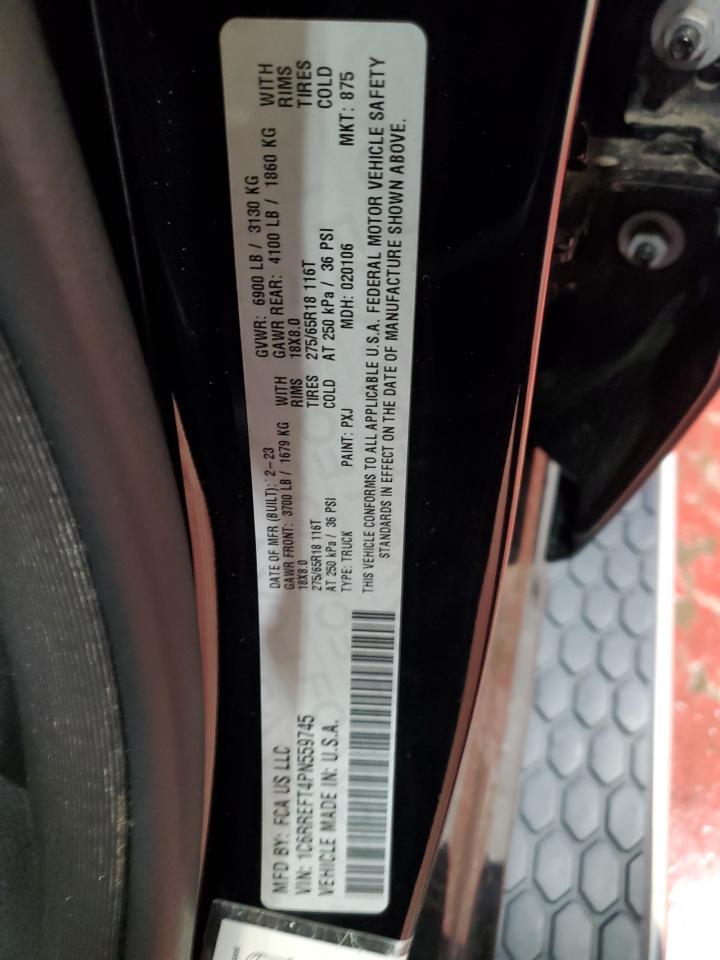 MFD BY: FCA US LLC
VIN: 1C6RREFT4PN559745
VEHICLE MADE IN: U.S.A.
DATE OF MFR (BUILT): 2-23
GAWR FRONT: 3700 LB / 1679 KG WITH
18X8.0 RIMS
275/65R18 116T TIRES
AT 250 kPa / 36 PSI COLD
GVWR: 6900 LB / 3130 KG
GAWR REAR: 4100 LB / 1860 KG WITH
18X8.0 RIMS
275/65R18 116T TIRES
AT 250 kPa / 36 PSI COLD
TYPE: TRUCK PAINT: PXJ MDH: 020106 MKT: 875
THIS VEHICLE CONFORMS TO ALL APPLICABLE U.S.A. FEDERAL MOTOR VEHICLE SAFETY
STANDARDS IN EFFECT ON THE DATE OF MANUFACTURE SHOWN ABOVE.